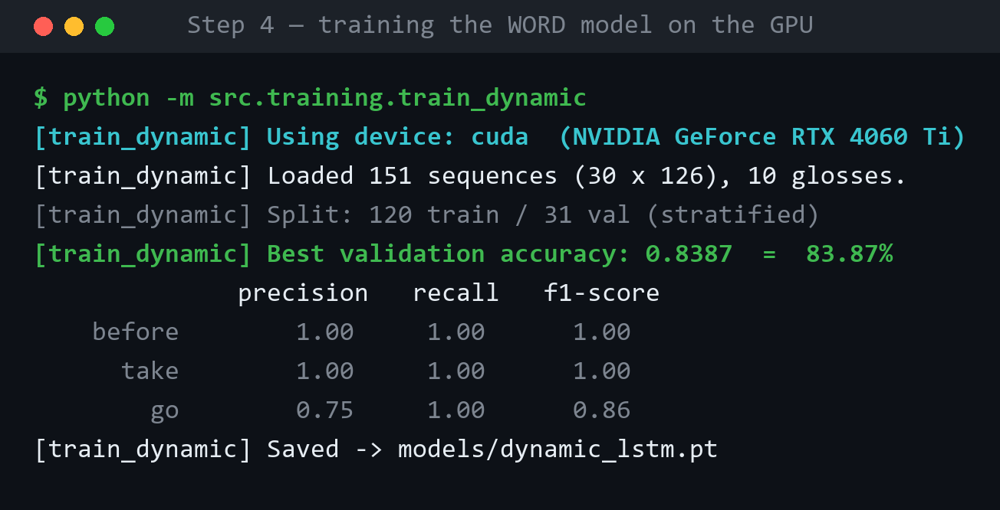 Step 4 — training the WORD model on the GPU
$ python -m src.training.train_dynamic
[train_dynamic] Using device: cuda  (NVIDIA GeForce RTX 4060 Ti)
[train_dynamic] Loaded 151 sequences (30 x 126), 10 glosses.
[train_dynamic] Split: 120 train / 31 val (stratified)
[train_dynamic] Best validation accuracy: 0.8387  =  83.87%
precision   recall   f1-score
before        1.00     1.00      1.00
take        1.00     1.00      1.00
go        0.75     1.00      0.86
[train_dynamic] Saved -> models/dynamic_lstm.pt